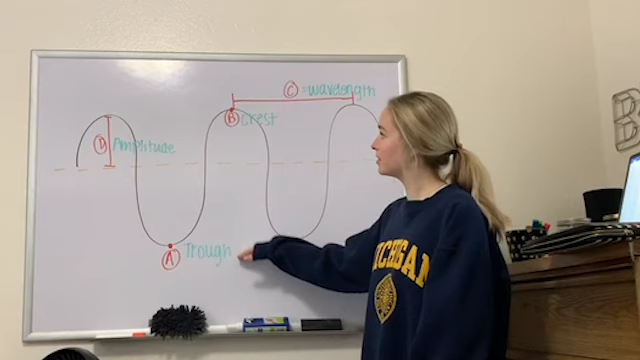 C = wavelength
B crest
D Amplitude
A Trough
MICHIGAN